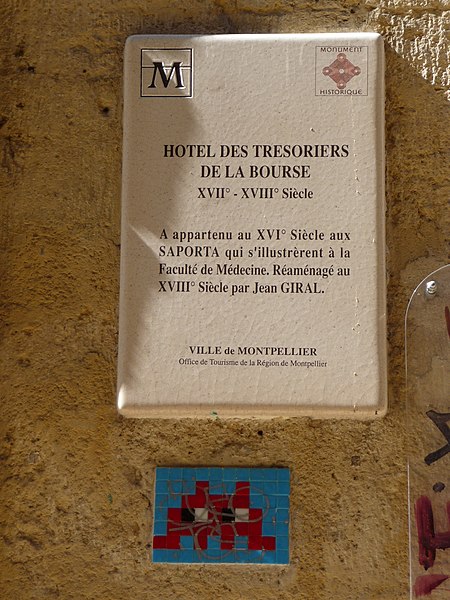 M
MONUMENT
HISTORIQUE
HOTEL DES TRESORIERS
DE LA BOURSE
XVII° - XVIII° Siècle
A appartenu au XVI° Siècle aux
SAPORTA qui s'illustrèrent à la
Faculté de Médecine. Réaménagé au
XVIII° Siècle par Jean GIRAL.
VILLE de MONTPELLIER
Office de Tourisme de la Région de Montpellier